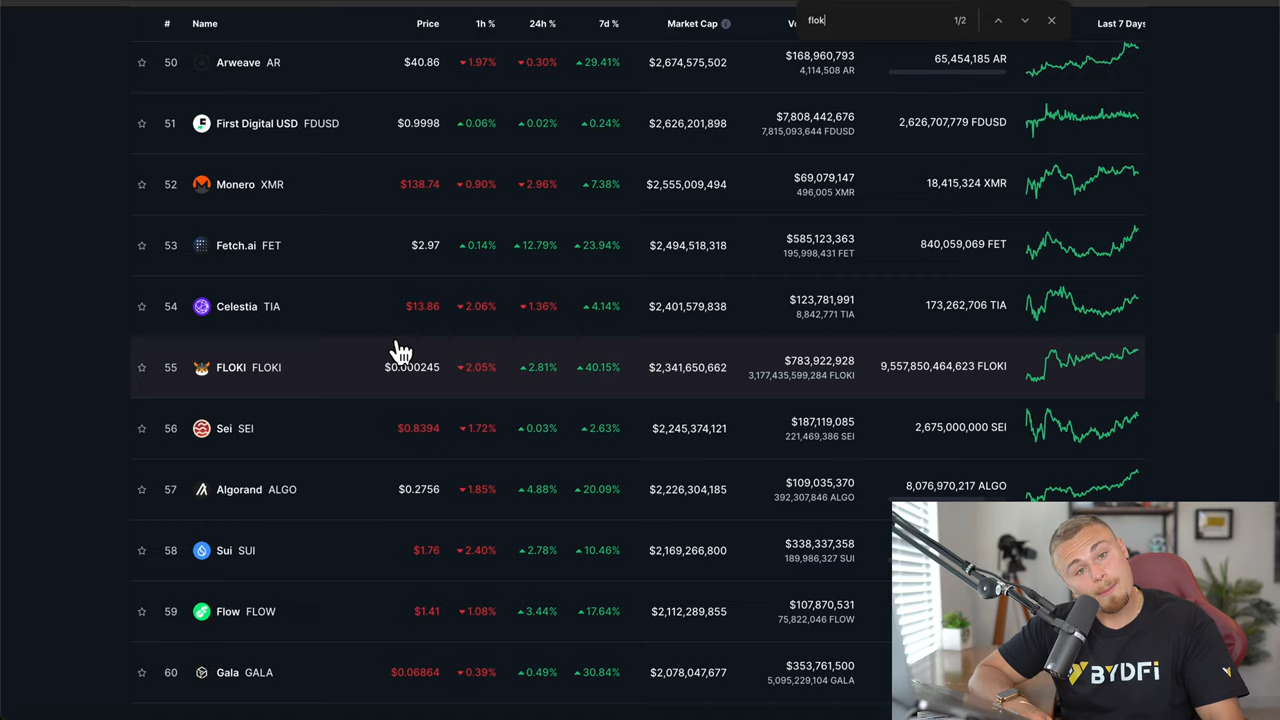 flok 1/2
# Name Price 1h % 24h % 7d % Market Cap Vo Last 7 Days
50 Arweave AR $40.86 1.97% 0.30% 29.41% $2,674,575,502 $168,960,793 65,454,185 AR
4,114,508 AR
51 First Digital USD FDUSD $0.9998 0.06% 0.02% 0.24% $2,626,201,898 $7,808,442,676 2,626,707,779 FDUSD
7,815,093,644 FDUSD
52 Monero XMR $138.74 0.90% 2.96% 7.38% $2,555,009,494 $69,079,147 18,415,324 XMR
496,005 XMR
53 Fetch.ai FET $2.97 0.14% 12.79% 23.94% $2,494,518,318 $585,123,363 840,059,069 FET
195,998,431 FET
54 Celestia TIA $13.86 2.06% 1.36% 4.14% $2,401,579,838 $123,781,991 173,262,706 TIA
8,842,771 TIA
55 FLOKI FLOKI $0.000245 2.05% 2.81% 40.15% $2,341,650,662 $783,922,928 9,557,850,464,623 FLOKI
3,177,435,599,284 FLOKI
56 Sei SEI $0.8394 1.72% 0.03% 2.63% $2,245,374,121 $187,119,085 2,675,000,000 SEI
221,469,386 SEI
57 Algorand ALGO $0.2756 1.85% 4.88% 20.09% $2,226,304,185 $109,035,370 8,076,970,217 ALGO
392,307,846 ALGO
58 Sui SUI $1.76 2.40% 2.78% 10.46% $2,169,266,800 $338,337,358
189,986,327 SUI
59 Flow FLOW $1.41 1.08% 3.44% 17.64% $2,112,289,855 $107,870,531
75,822,046 FLOW
60 Gala GALA $0.06864 0.39% 0.49% 30.84% $2,078,047,677 $353,761,500
5,095,229,104 GALA
BYDFi